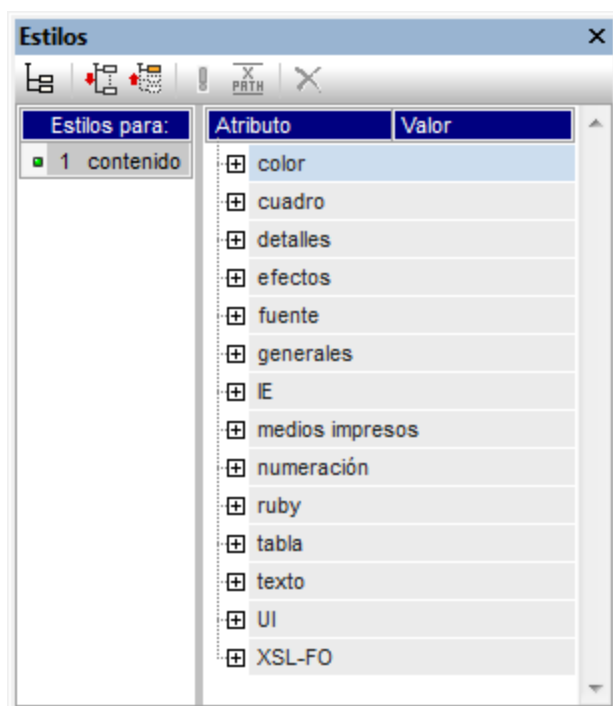 Estilos
X PATH
Estilos para:
Atributo Valor
1 contenido
color
cuadro
detalles
efectos
fuente
generales
IE
medios impresos
numeración
ruby
tabla
texto
UI
XSL-FO